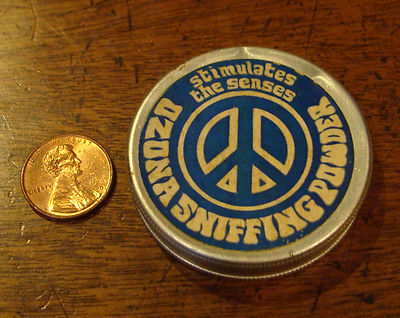 stimulates
the senses
OZONA SNIFFING POWDER